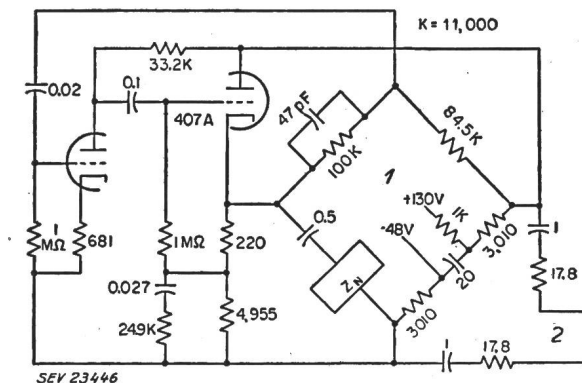 K = 11,000
33.2K
0.02
0.1
407A
47pF
100K
84.5K
1
+130V
1K
-48V
3,010
20
0.5
ZN
3010
1
MΩ
681
1MΩ
220
0.027
24.9K
4,955
1
17.8
2
1
17.8
SEV 23446